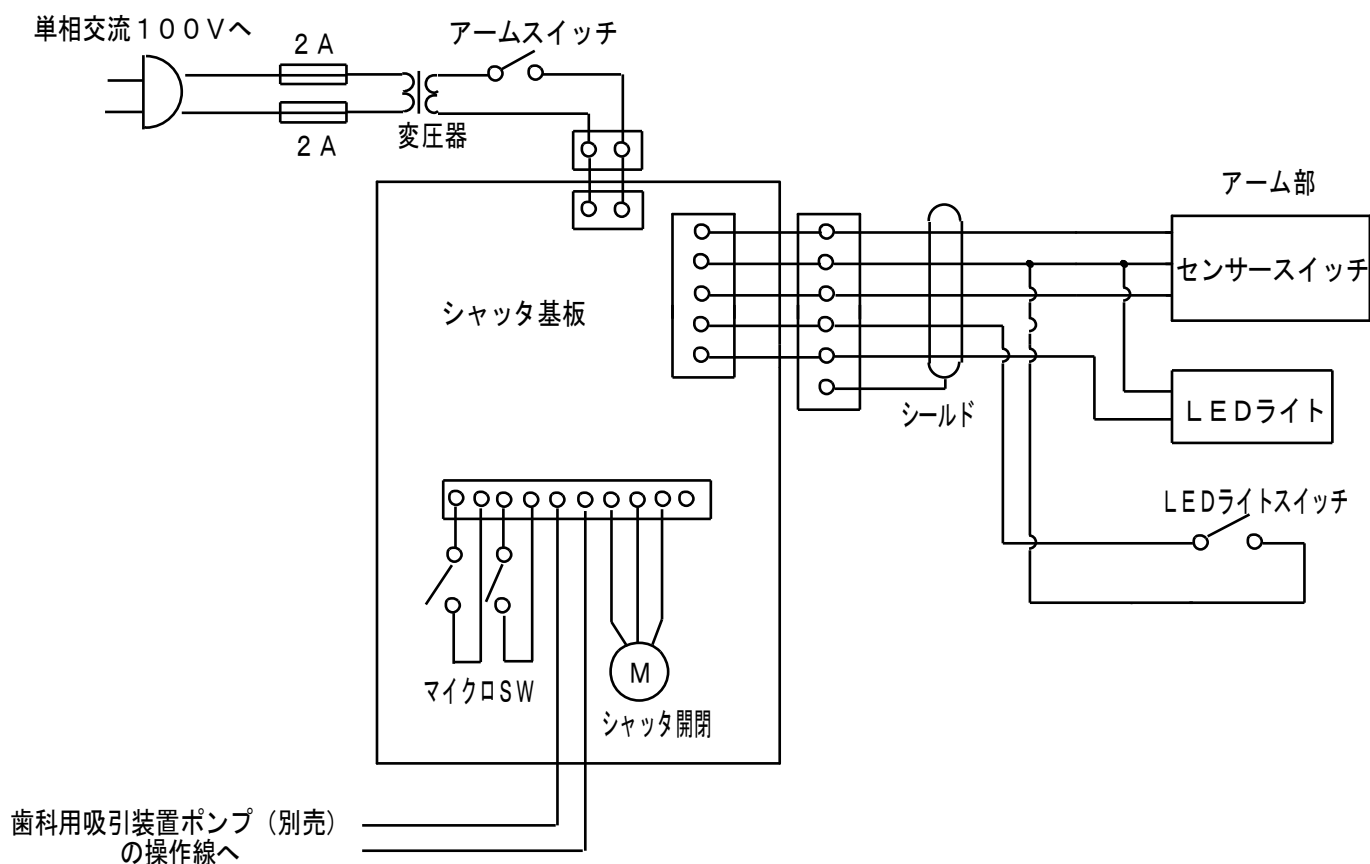 単相交流１００Ｖへ
２Ａ
アームスイッチ
２Ａ
変圧器
アーム部
センサースイッチ
シャッタ基板
ＬＥＤライト
シールド
ＬＥＤライトスイッチ
M
マイクロＳＷ
シャッタ開閉
歯科用吸引装置ポンプ（別売）
の操作線へ